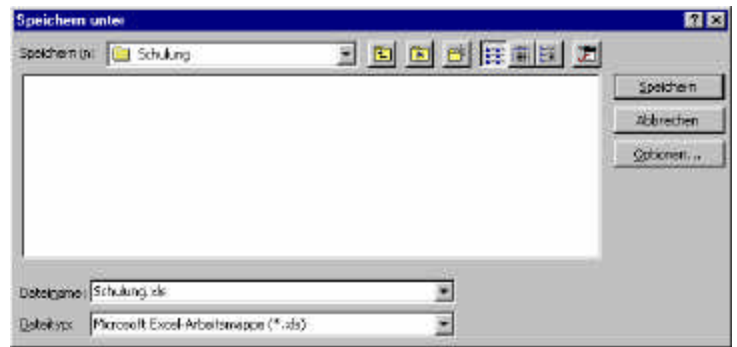 Speichern unter
Speichern in: Schulung
Speichern
Abbrechen
Optionen...
Dateiname: Schulung.xls
Dateityp: Microsoft Excel-Arbeitsmappe (*.xls)